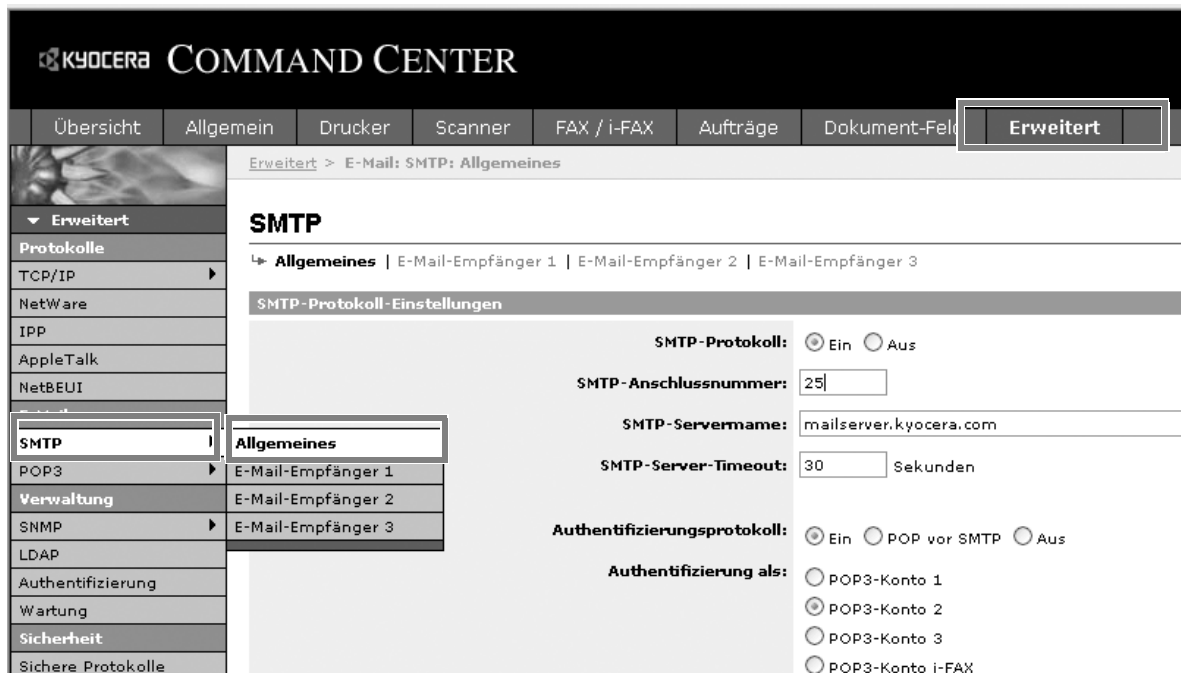 KYOCERA COMMAND CENTER
Übersicht Allgemein Drucker Scanner FAX / i-FAX Aufträge Dokument-Feld Erweitert
Erweitert > E-Mail: SMTP: Allgemeines
Erweitert
SMTP
Protokolle
Allgemeines | E-Mail-Empfänger 1 | E-Mail-Empfänger 2 | E-Mail-Empfänger 3
TCP/IP
NetWare
SMTP-Protokoll-Einstellungen
IPP
SMTP-Protokoll: Ein Aus
AppleTalk
NetBEUI
SMTP-Anschlussnummer: 25
SMTP-Servername: mailserver.kyocera.com
SMTP
Allgemeines
POP3
E-Mail-Empfänger 1
SMTP-Server-Timeout: 30 Sekunden
Verwaltung
E-Mail-Empfänger 2
SNMP
E-Mail-Empfänger 3
Authentifizierungsprotokoll: Ein POP vor SMTP Aus
LDAP
Authentifizierung als: POP3-Konto 1
Authentifizierung
Wartung
POP3-Konto 2
Sicherheit
POP3-Konto 3
Sichere Protokolle
POP3-Konto i-FAX